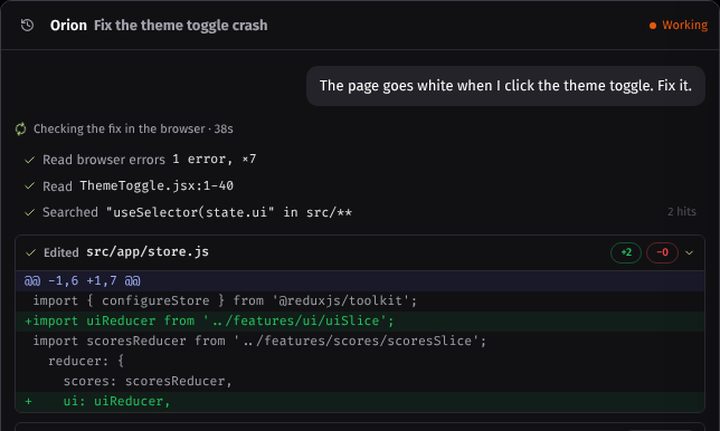 Orion Fix the theme toggle crash
Working
The page goes white when I click the theme toggle. Fix it.
Checking the fix in the browser · 38s
Read browser errors 1 error, ×7
Read ThemeToggle.jsx:1-40
Searched "useSelector(state.ui" in src/** 2 hits
Edited src/app/store.js +2 −0
@@ -1,6 +1,7 @@
import { configureStore } from '@reduxjs/toolkit';
+import uiReducer from '../features/ui/uiSlice';
import scoresReducer from '../features/scores/scoresSlice';
reducer: {
scores: scoresReducer,
+ ui: uiReducer,